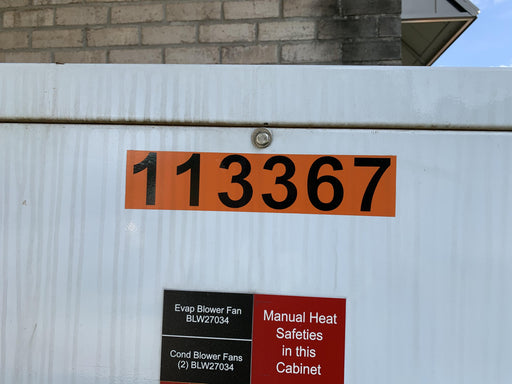 113367
Evap Blower Fan
BLW27034
Cond Blower Fans
(2) BLW27034
Manual Heat
Safeties
in this
Cabinet